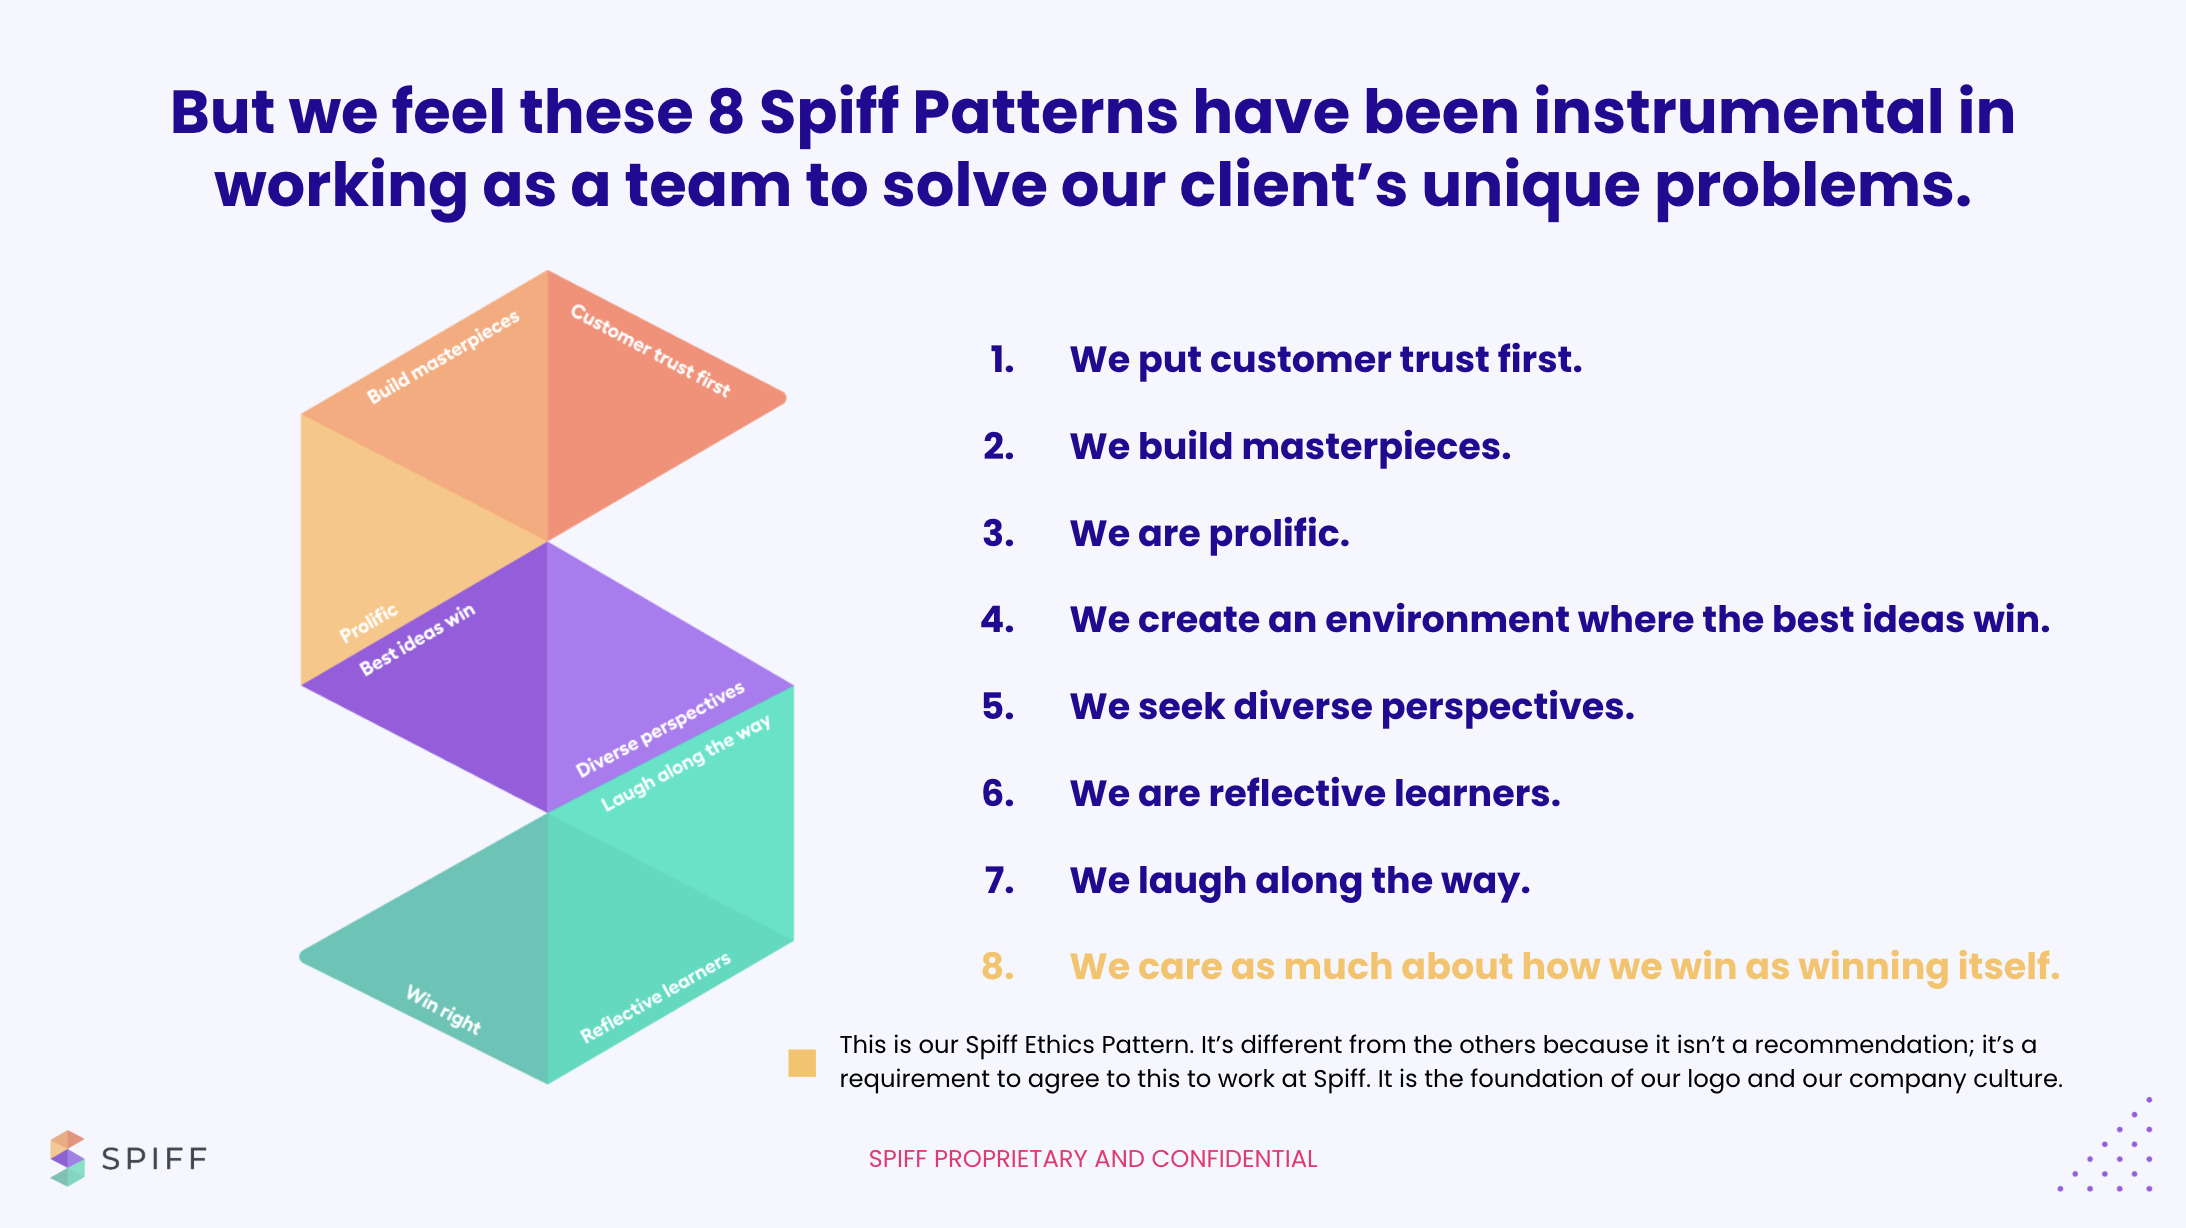 But we feel these 8 Spiff Patterns have been instrumental in
working as a team to solve our client’s unique problems.
Build masterpieces
Customer trust first
Prolific
Best ideas win
Diverse perspectives
Laugh along the way
Win right
Reflective learners
1. We put customer trust first.
2. We build masterpieces.
3. We are prolific.
4. We create an environment where the best ideas win.
5. We seek diverse perspectives.
6. We are reflective learners.
7. We laugh along the way.
8. We care as much about how we win as winning itself.
This is our Spiff Ethics Pattern. It’s different from the others because it isn’t a recommendation; it’s a
requirement to agree to this to work at Spiff. It is the foundation of our logo and our company culture.
SPIFF
SPIFF PROPRIETARY AND CONFIDENTIAL